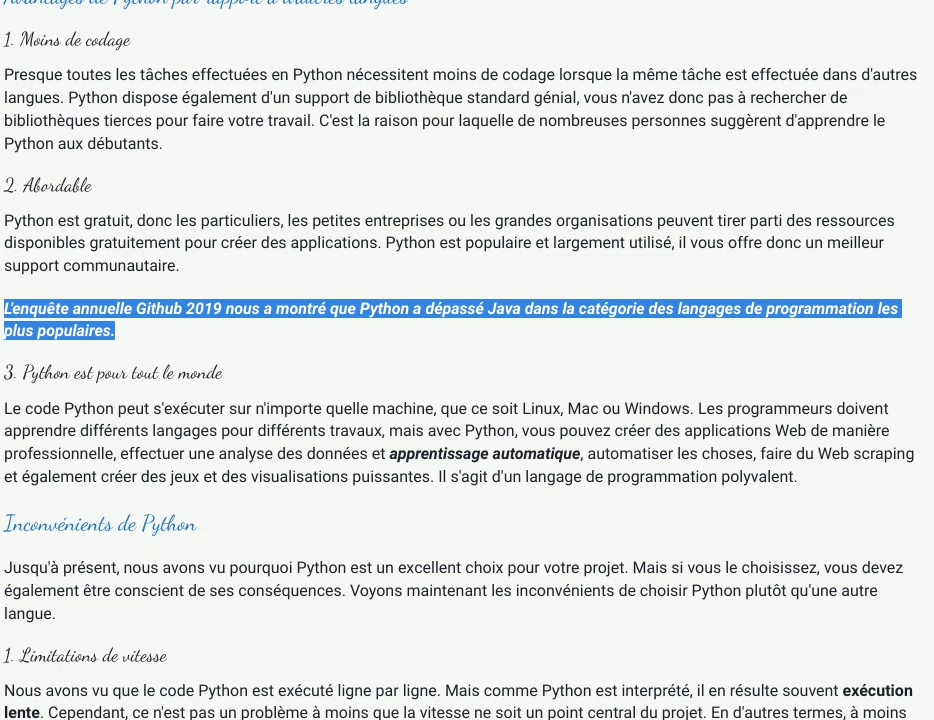 Avantages de Python par rapport à d'autres langues
1. Moins de codage
Presque toutes les tâches effectuées en Python nécessitent moins de codage lorsque la même tâche est effectuée dans d'autres
langues. Python dispose également d'un support de bibliothèque standard génial, vous n'avez donc pas à rechercher de
bibliothèques tierces pour faire votre travail. C'est la raison pour laquelle de nombreuses personnes suggèrent d'apprendre le
Python aux débutants.
2. Abordable
Python est gratuit, donc les particuliers, les petites entreprises ou les grandes organisations peuvent tirer parti des ressources
disponibles gratuitement pour créer des applications. Python est populaire et largement utilisé, il vous offre donc un meilleur
support communautaire.
L'enquête annuelle Github 2019 nous a montré que Python a dépassé Java dans la catégorie des langages de programmation les
plus populaires.
3. Python est pour tout le monde
Le code Python peut s'exécuter sur n'importe quelle machine, que ce soit Linux, Mac ou Windows. Les programmeurs doivent
apprendre différents langages pour différents travaux, mais avec Python, vous pouvez créer des applications Web de manière
professionnelle, effectuer une analyse des données et apprentissage automatique, automatiser les choses, faire du Web scraping
et également créer des jeux et des visualisations puissantes. Il s'agit d'un langage de programmation polyvalent.
Inconvénients de Python
Jusqu'à présent, nous avons vu pourquoi Python est un excellent choix pour votre projet. Mais si vous le choisissez, vous devez
également être conscient de ses conséquences. Voyons maintenant les inconvénients de choisir Python plutôt qu'une autre
langue.
1. Limitations de vitesse
Nous avons vu que le code Python est exécuté ligne par ligne. Mais comme Python est interprété, il en résulte souvent exécution
lente. Cependant, ce n'est pas un problème à moins que la vitesse ne soit un point central du projet. En d'autres termes, à moins